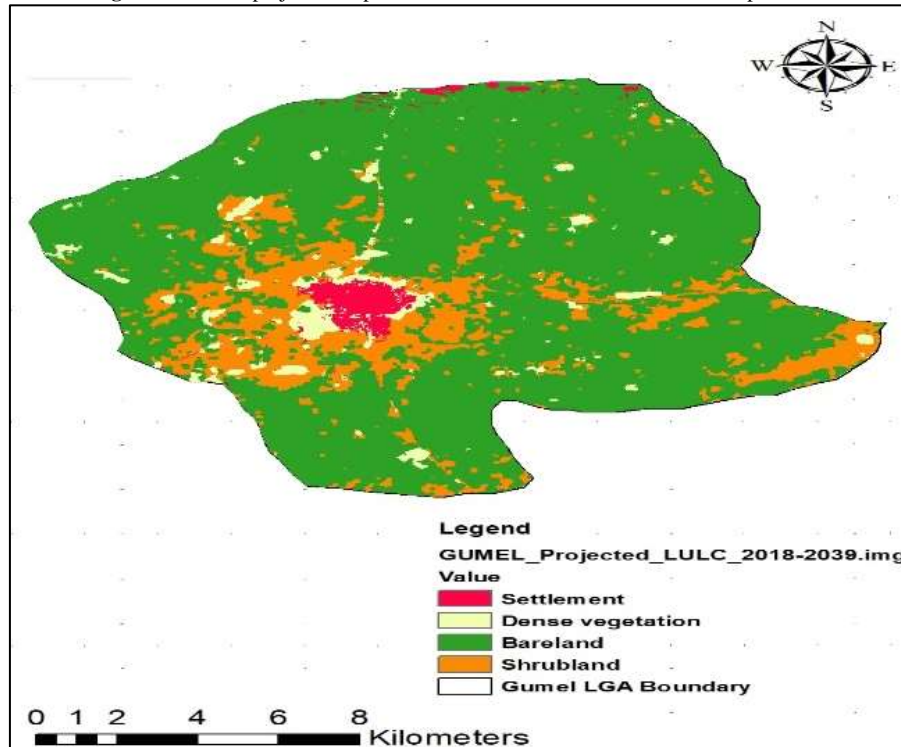 N
W E
S
Legend
GUMEL_Projected_LULC_2018-2039.img
Value
Settlement
Dense vegetation
Bareland
Shrubland
Gumel LGA Boundary
0 1 2 4 6 8
Kilometers